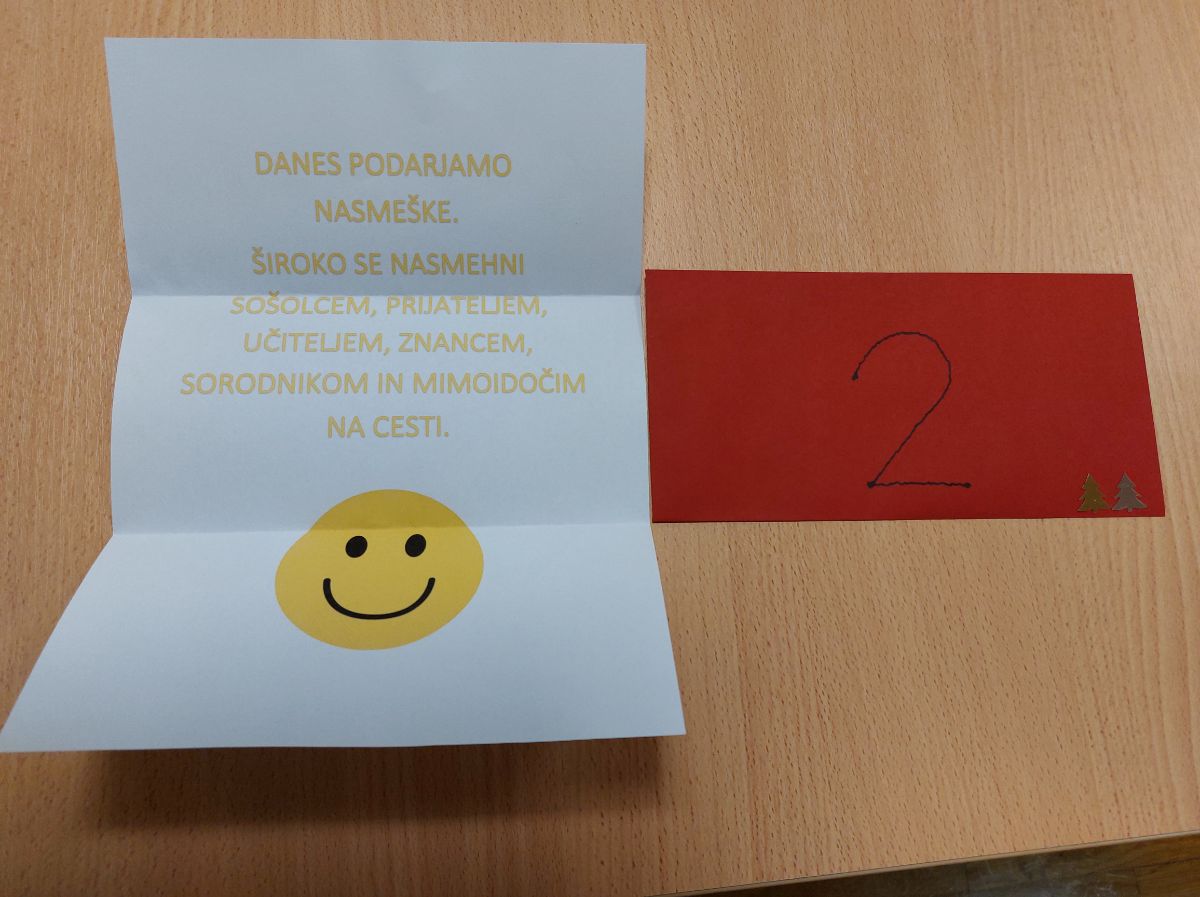 DANES PODARJAMO
NASMEŠKE.
ŠIROKO SE NASMEHNI
SOŠOLCEM, PRIJATELJEM,
UČITELJEM, ZNANCEM,
SORODNIKOM IN MIMOIDOČIM
NA CESTI.
2